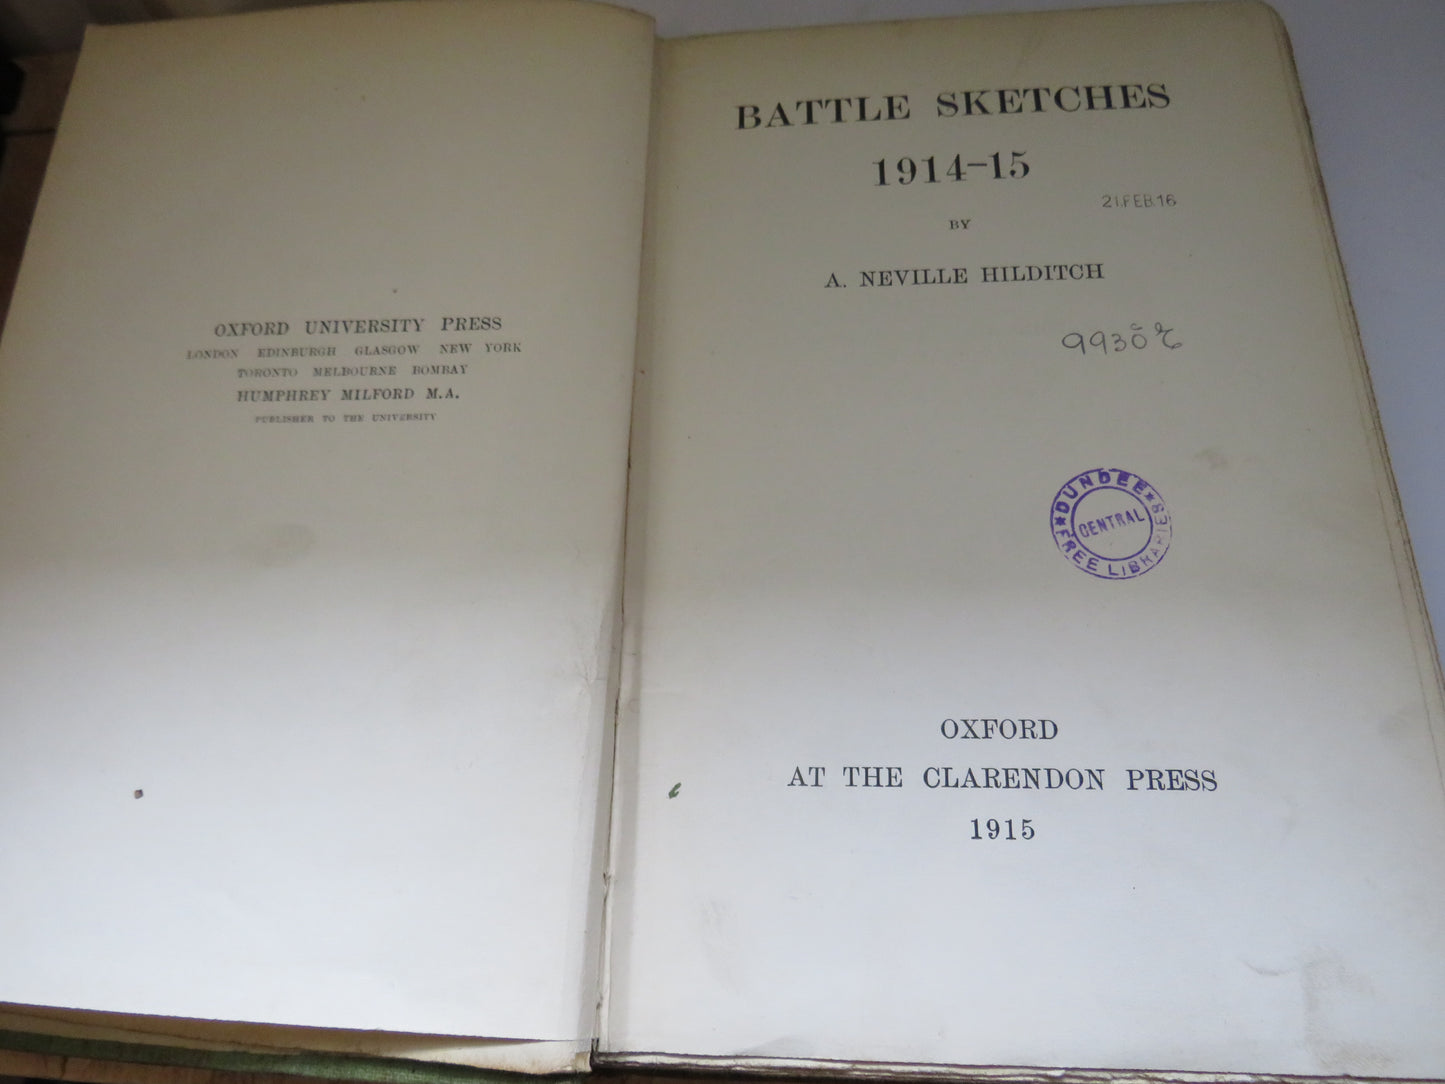 OXFORD UNIVERSITY PRESS
LONDON EDINBURGH GLASGOW NEW YORK
TORONTO MELBOURNE BOMBAY
HUMPHREY MILFORD M.A.
PUBLISHER TO THE UNIVERSITY
BATTLE SKETCHES
1914–15
21.FEB.16
BY
A. NEVILLE HILDITCH
DUNDEE
CENTRAL
FREE LIBRARIES
OXFORD
AT THE CLARENDON PRESS
1915